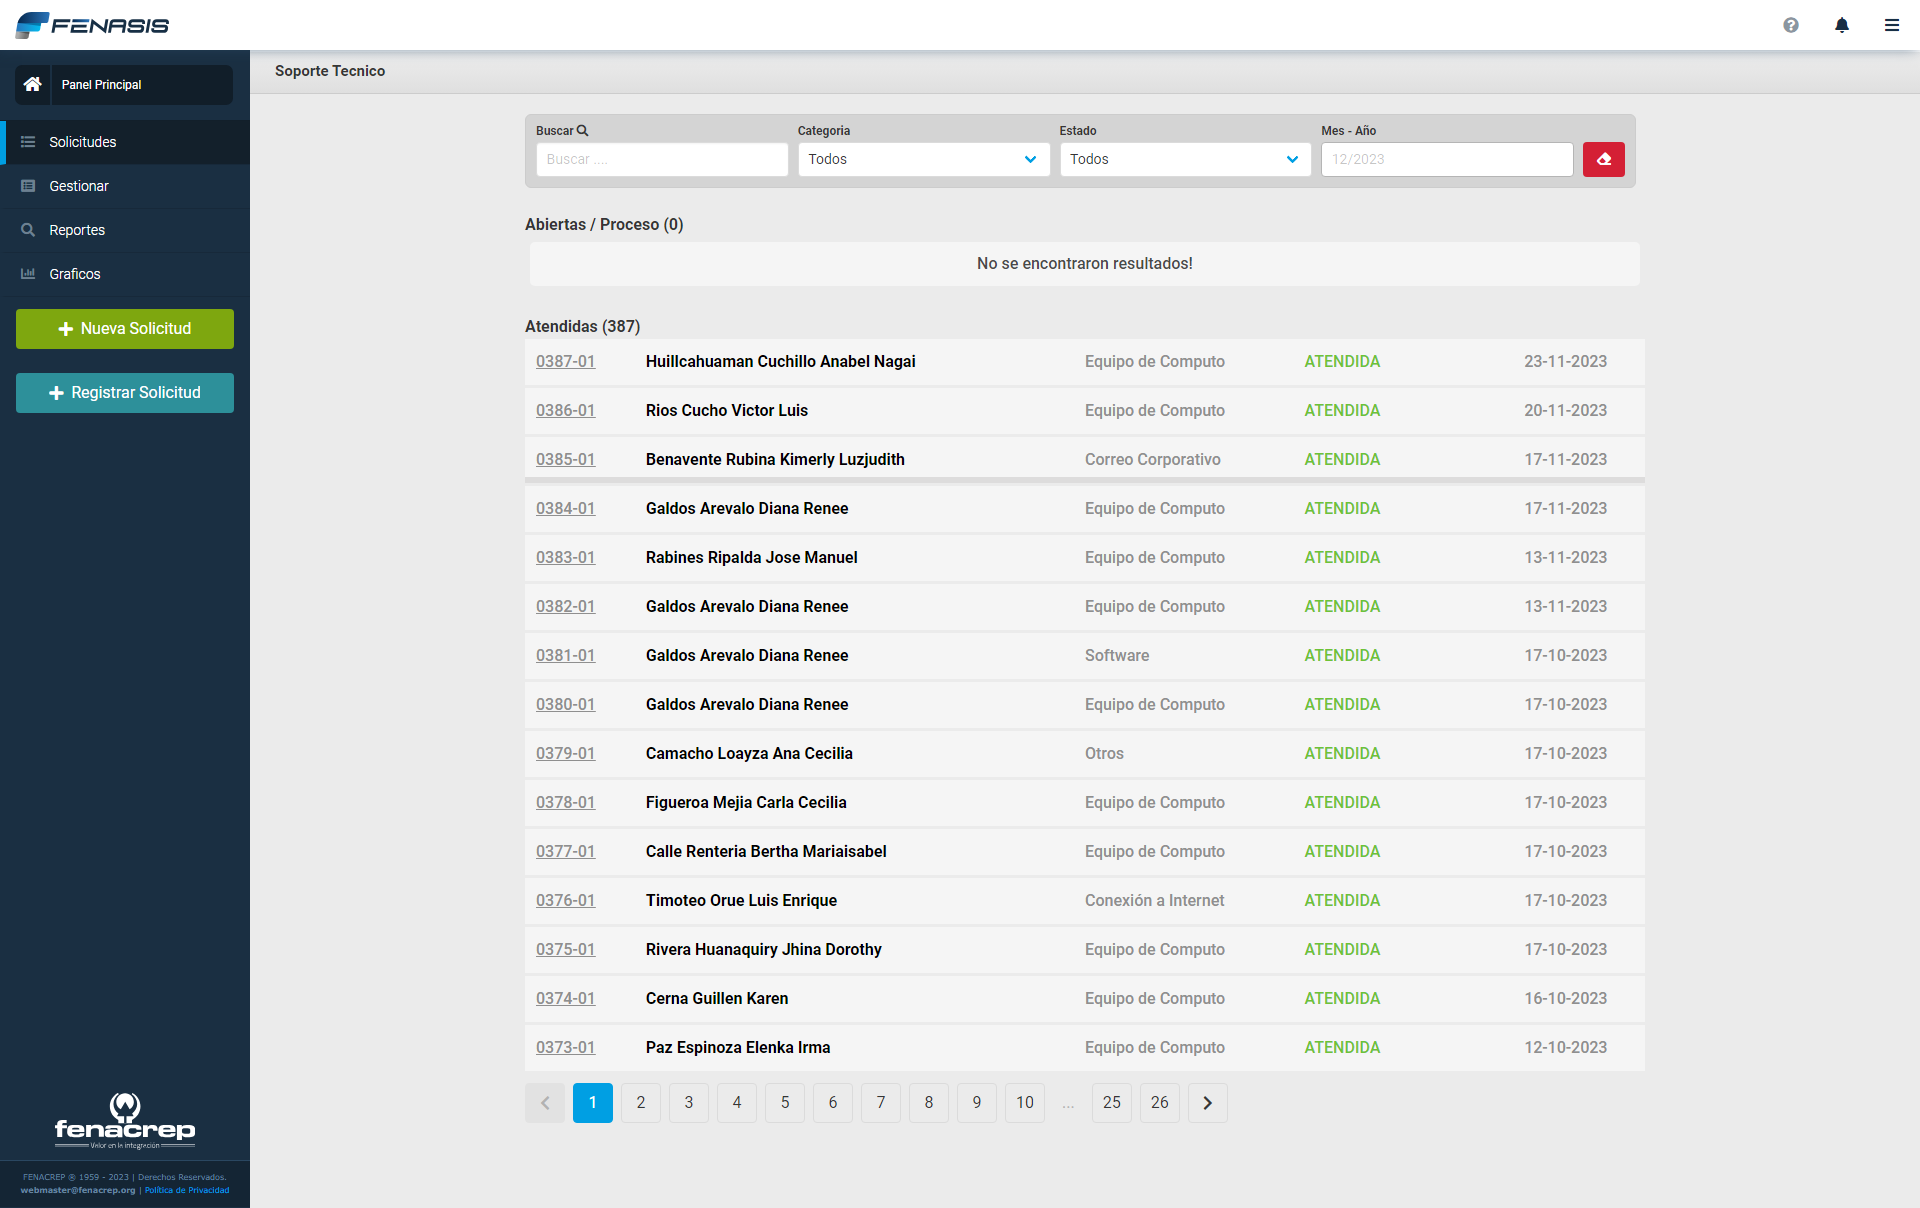 FENASIS
Panel Principal
Solicitudes
Gestionar
Reportes
Graficos
Nueva Solicitud
Registrar Solicitud
fenacrep
Valor en la integración
FENACREP ® 1959 - 2023 | Derechos Reservados.
webmaster@fenacrep.org | Política de Privacidad
Soporte Tecnico
Buscar Categoria Estado Mes - Año
Buscar .... Todos Todos 12/2023
Abiertas / Proceso (0)
No se encontraron resultados!
Atendidas (387)
0387-01 Huillcahuaman Cuchillo Anabel Nagai Equipo de Computo ATENDIDA 23-11-2023
0386-01 Rios Cucho Victor Luis Equipo de Computo ATENDIDA 20-11-2023
0385-01 Benavente Rubina Kimerly Luzjudith Correo Corporativo ATENDIDA 17-11-2023
0384-01 Galdos Arevalo Diana Renee Equipo de Computo ATENDIDA 17-11-2023
0383-01 Rabines Ripalda Jose Manuel Equipo de Computo ATENDIDA 13-11-2023
0382-01 Galdos Arevalo Diana Renee Equipo de Computo ATENDIDA 13-11-2023
0381-01 Galdos Arevalo Diana Renee Software ATENDIDA 17-10-2023
0380-01 Galdos Arevalo Diana Renee Equipo de Computo ATENDIDA 17-10-2023
0379-01 Camacho Loayza Ana Cecilia Otros ATENDIDA 17-10-2023
0378-01 Figueroa Mejia Carla Cecilia Equipo de Computo ATENDIDA 17-10-2023
0377-01 Calle Renteria Bertha Mariaisabel Equipo de Computo ATENDIDA 17-10-2023
0376-01 Timoteo Orue Luis Enrique Conexión a Internet ATENDIDA 17-10-2023
0375-01 Rivera Huanaquiry Jhina Dorothy Equipo de Computo ATENDIDA 17-10-2023
0374-01 Cerna Guillen Karen Equipo de Computo ATENDIDA 16-10-2023
0373-01 Paz Espinoza Elenka Irma Equipo de Computo ATENDIDA 12-10-2023
1 2 3 4 5 6 7 8 9 10 ... 25 26